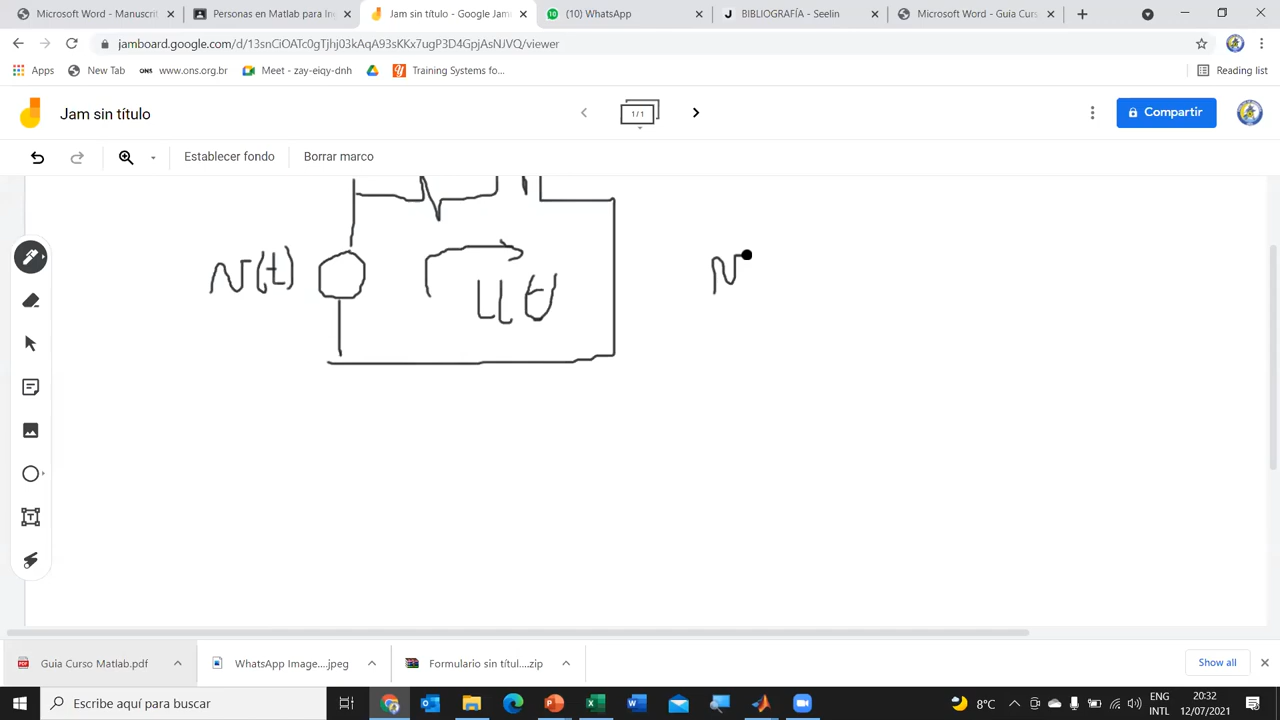 Microsoft Word - Manuscrit
Personas en Matlab para Ing
Jam sin título - Google Jamb
(10) WhatsApp
BIBLIOGRAFÍA - Seelin
Microsoft Word - Guia Curs
jamboard.google.com/d/13snCiOATc0gTjhj03kAqA93sKKx7ugP3D4GpjAsNJVQ/viewer
Apps
New Tab
ONS
www.ons.org.br
Meet - zay-eiqy-dnh
Training Systems fo...
Reading list
Jam sin título
1 / 1
Compartir
Establecer fondo
Borrar marco
N(t)
N
T
Guia Curso Matlab.pdf
WhatsApp Image....jpeg
Formulario sin títul....zip
Show all
Escribe aquí para buscar
8°C
ENG
INTL
20:32
12/07/2021